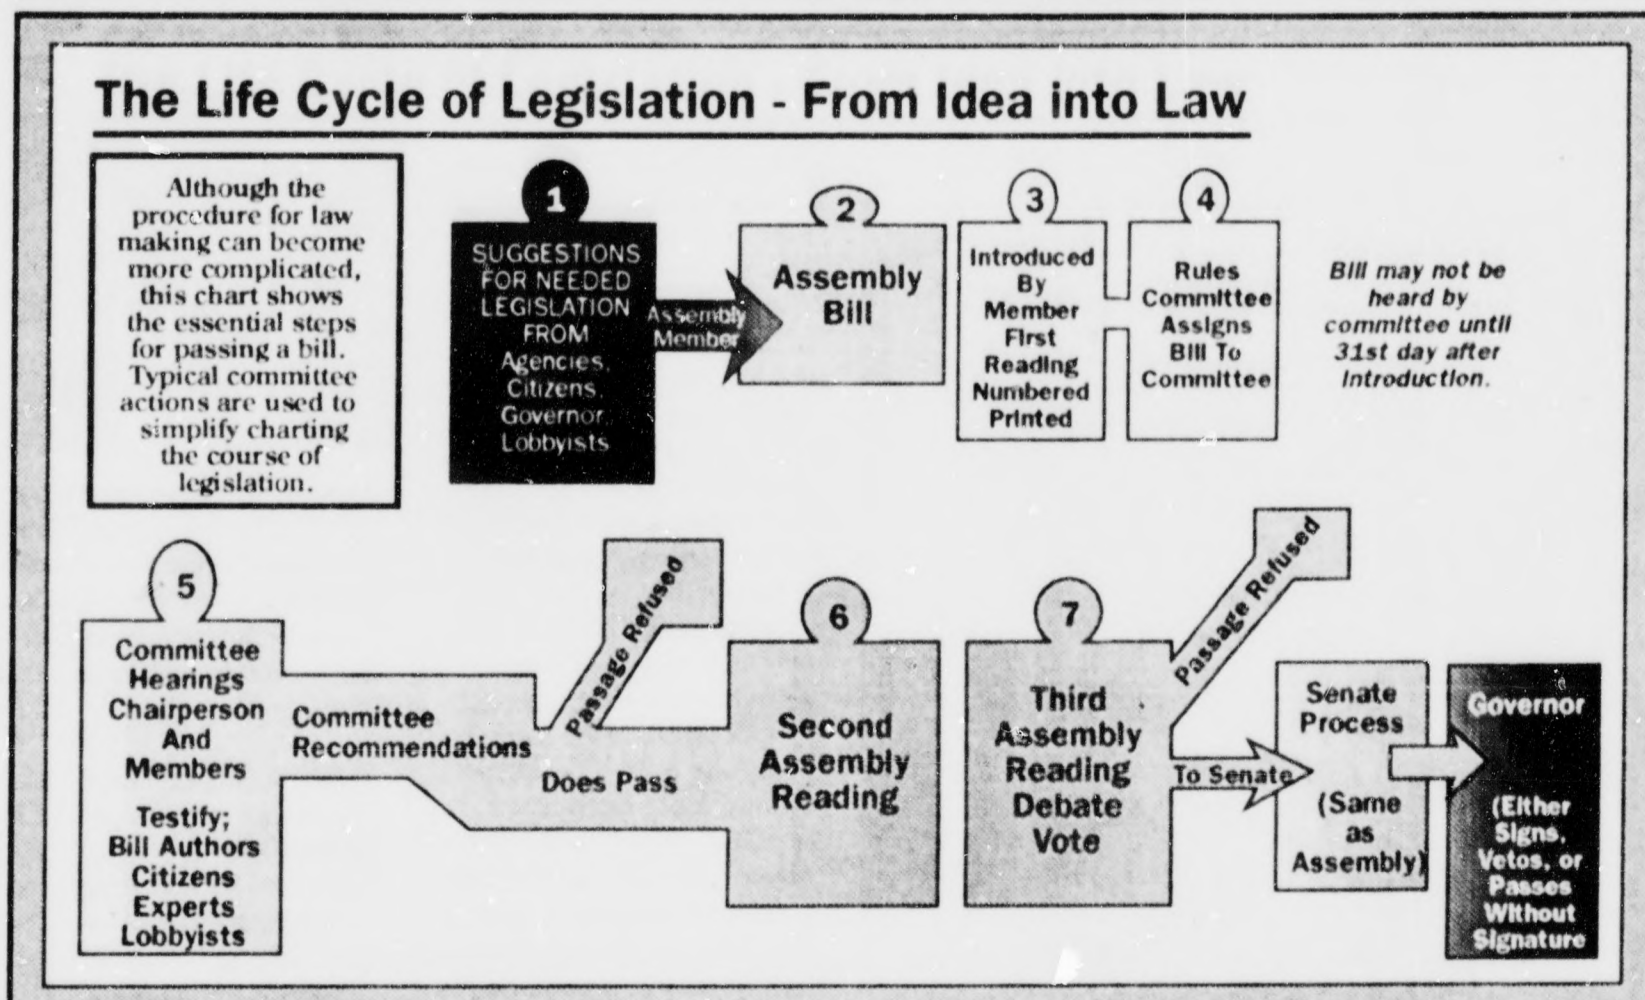 The Life Cycle of Legislation - From Idea into Law
Although the
procedure for law
making can become
more complicated,
this chart shows
the essential steps
for passing a bill.
Typical committee
actions are used to
simplify charting
the course of
legislation.
1
SUGGESTIONS
FOR NEEDED
LEGISLATION
FROM
Agencies,
Citizens,
Governor,
Lobbyists
Assembly
Member
2
Assembly
Bill
3
Introduced
By
Member
First
Reading
Numbered
Printed
4
Rules
Committee
Assigns
Bill To
Committee
Bill may not be
heard by
committee until
31st day after
introduction.
5
Committee
Hearings
Chairperson
And
Members
Testify;
Bill Authors
Citizens
Experts
Lobbyists
Committee
Recommendations
Passage Refused
Does Pass
6
Second
Assembly
Reading
7
Third
Assembly
Reading
Debate
Vote
Passage Refused
To Senate
Senate
Process
(Same
as
Assembly)
Governor
(Either
Signs,
Vetos, or
Passes
Without
Signature